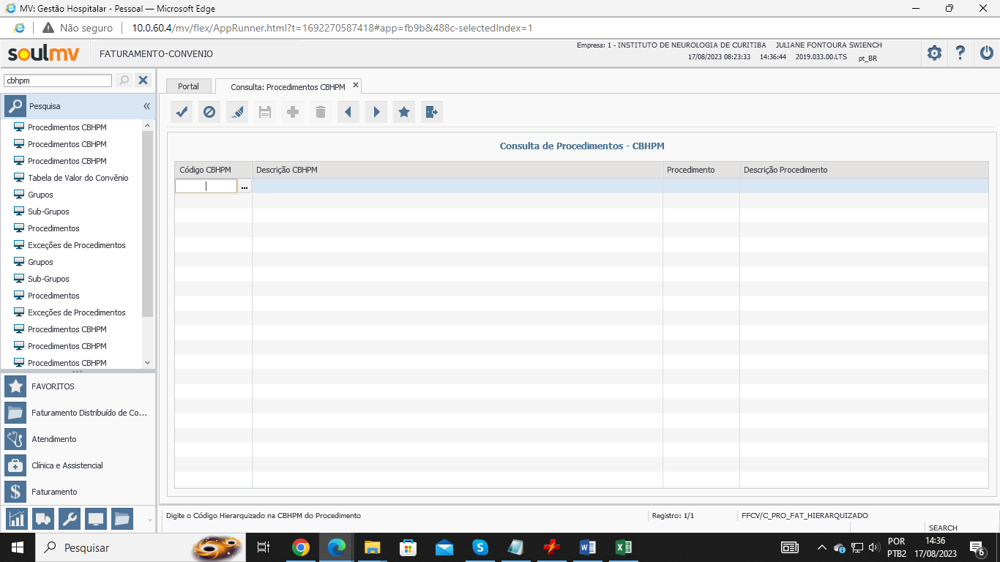 MV: Gestão Hospitalar - Pessoal — Microsoft Edge
Não seguro
10.0.60.4/mv/flex/AppRunner.html?t=1692270587418#app=fb9b&488c-selectedIndex=1
soulmv
FATURAMENTO-CONVENIO
Empresa: 1 - INSTITUTO DE NEUROLOGIA DE CURITIBA JULIANE FONTOURA SWIENCH
17/08/2023 08:23:33 14:36:44 2019.033.00.LTS pt_BR
cbhpm
Portal
Consulta: Procedimentos CBHPM
Pesquisa
Procedimentos CBHPM
Procedimentos CBHPM
Procedimentos CBHPM
Tabela de Valor do Convênio
Grupos
Sub-Grupos
Procedimentos
Exceções de Procedimentos
Grupos
Sub-Grupos
Procedimentos
Exceções de Procedimentos
Procedimentos CBHPM
Procedimentos CBHPM
Procedimentos CBHPM
FAVORITOS
Faturamento Distribuído de Co...
Atendimento
Clínica e Assistencial
Faturamento
Consulta de Procedimentos - CBHPM
Código CBHPM Descrição CBHPM Procedimento Descrição Procedimento
...
Digite o Código Hierarquizado na CBHPM do Procedimento
Registro: 1/1
FFCV/C_PRO_FAT_HIERARQUIZADO
SEARCH
Pesquisar
POR
PTB2
14:36
17/08/2023
6